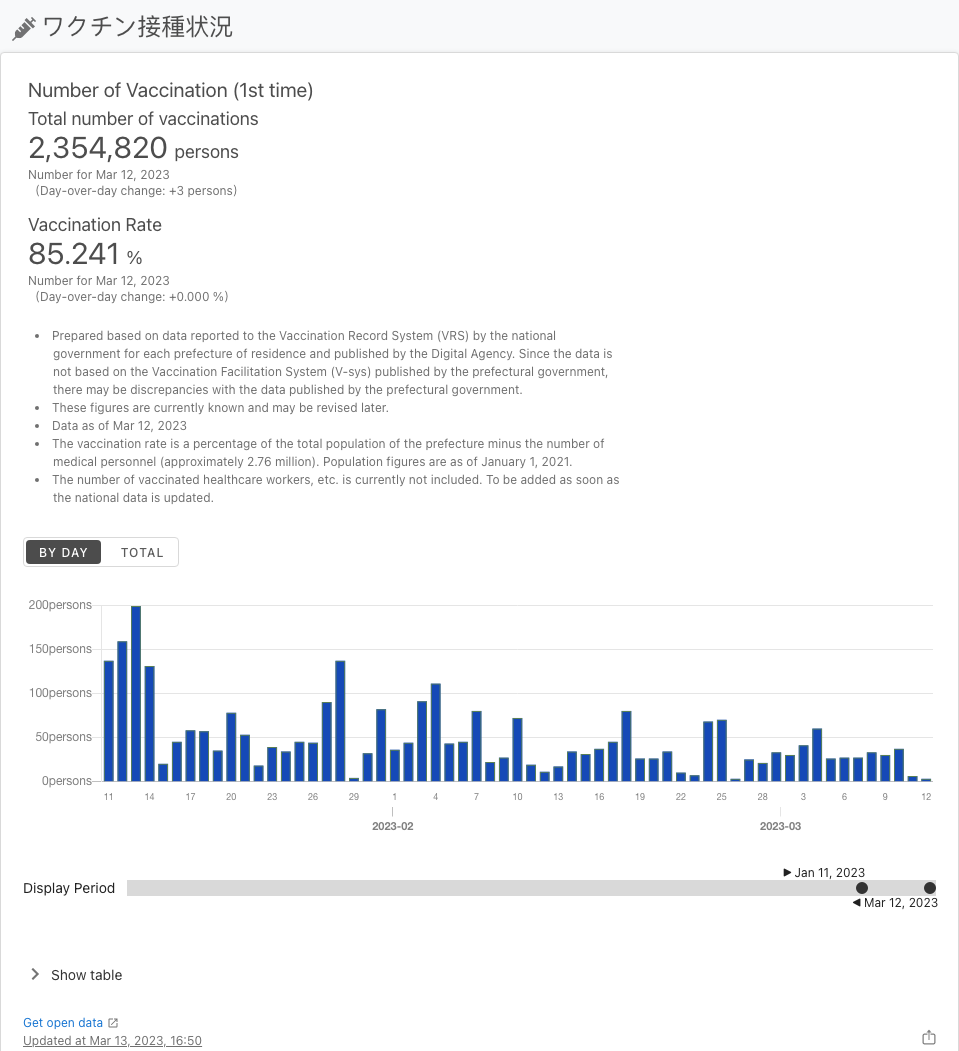 ワクチン接種状況
Number of Vaccination (1st time)
Total number of vaccinations
2,354,820 persons
Number for Mar 12, 2023
(Day-over-day change: +3 persons)
Vaccination Rate
85.241 %
Number for Mar 12, 2023
(Day-over-day change: +0.000 %)
• Prepared based on data reported to the Vaccination Record System (VRS) by the national
government for each prefecture of residence and published by the Digital Agency. Since the data is
not based on the Vaccination Facilitation System (V-sys) published by the prefectural government,
there may be discrepancies with the data published by the prefectural government.
• These figures are currently known and may be revised later.
• Data as of Mar 12, 2023
• The vaccination rate is a percentage of the total population of the prefecture minus the number of
medical personnel (approximately 2.76 million). Population figures are as of January 1, 2021.
• The number of vaccinated healthcare workers, etc. is currently not included. To be added as soon as
the national data is updated.
BY DAY TOTAL
200persons
150persons
100persons
50persons
0persons
11 14 17 20 23 26 29 1 4 7 10 13 16 19 22 25 28 3 6 9 12
2023-02 2023-03
▶ Jan 11, 2023
Display Period
◀ Mar 12, 2023
Show table
Get open data
Updated at Mar 13, 2023, 16:50